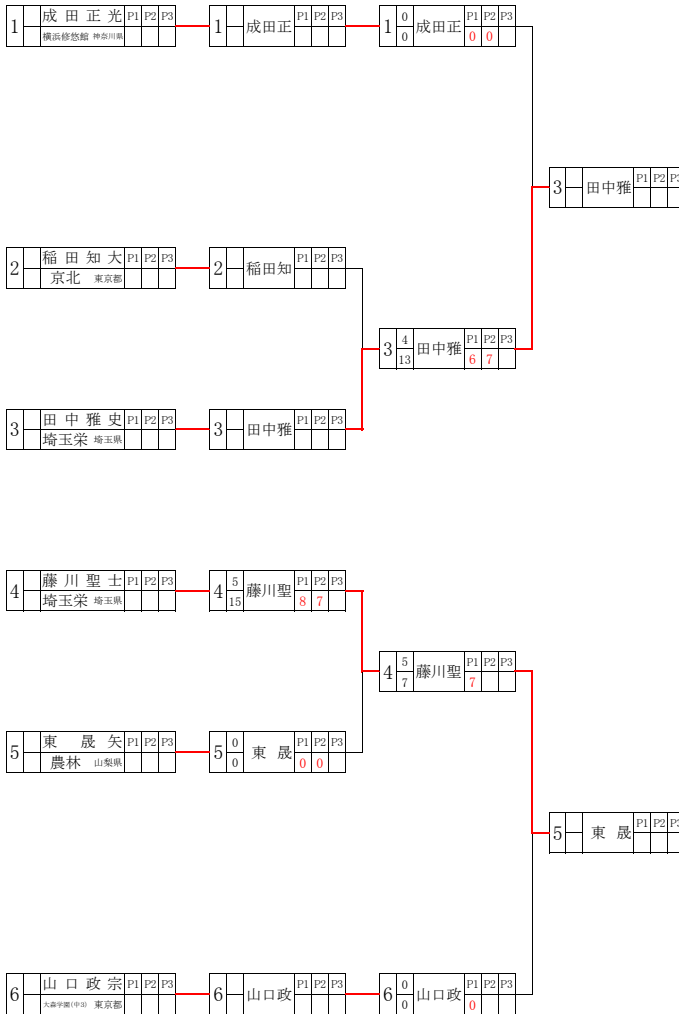 1 成田正光 P1 P2 P3
横浜修悠館 神奈川県
1 成田正 P1 P2 P3
1 0 成田正 P1 P2 P3
0 0 0
3 田中雅 P1 P2 P3
2 稲田知大 P1 P2 P3
京北 東京都
2 稲田知 P1 P2 P3
3 4 田中雅 P1 P2 P3
13 6 7
3 田中雅史 P1 P2 P3
埼玉栄 埼玉県
3 田中雅 P1 P2 P3
4 藤川聖士 P1 P2 P3
埼玉栄 埼玉県
4 5 藤川聖 P1 P2 P3
15 8 7
4 5 藤川聖 P1 P2 P3
7 7
5 東晟矢 P1 P2 P3
農林 山梨県
5 0 東晟 P1 P2 P3
0 0 0
5 東晟 P1 P2 P3
6 山口政宗 P1 P2 P3
大森学園(中3) 東京都
6 山口政 P1 P2 P3
6 0 山口政 P1 P2 P3
0 0